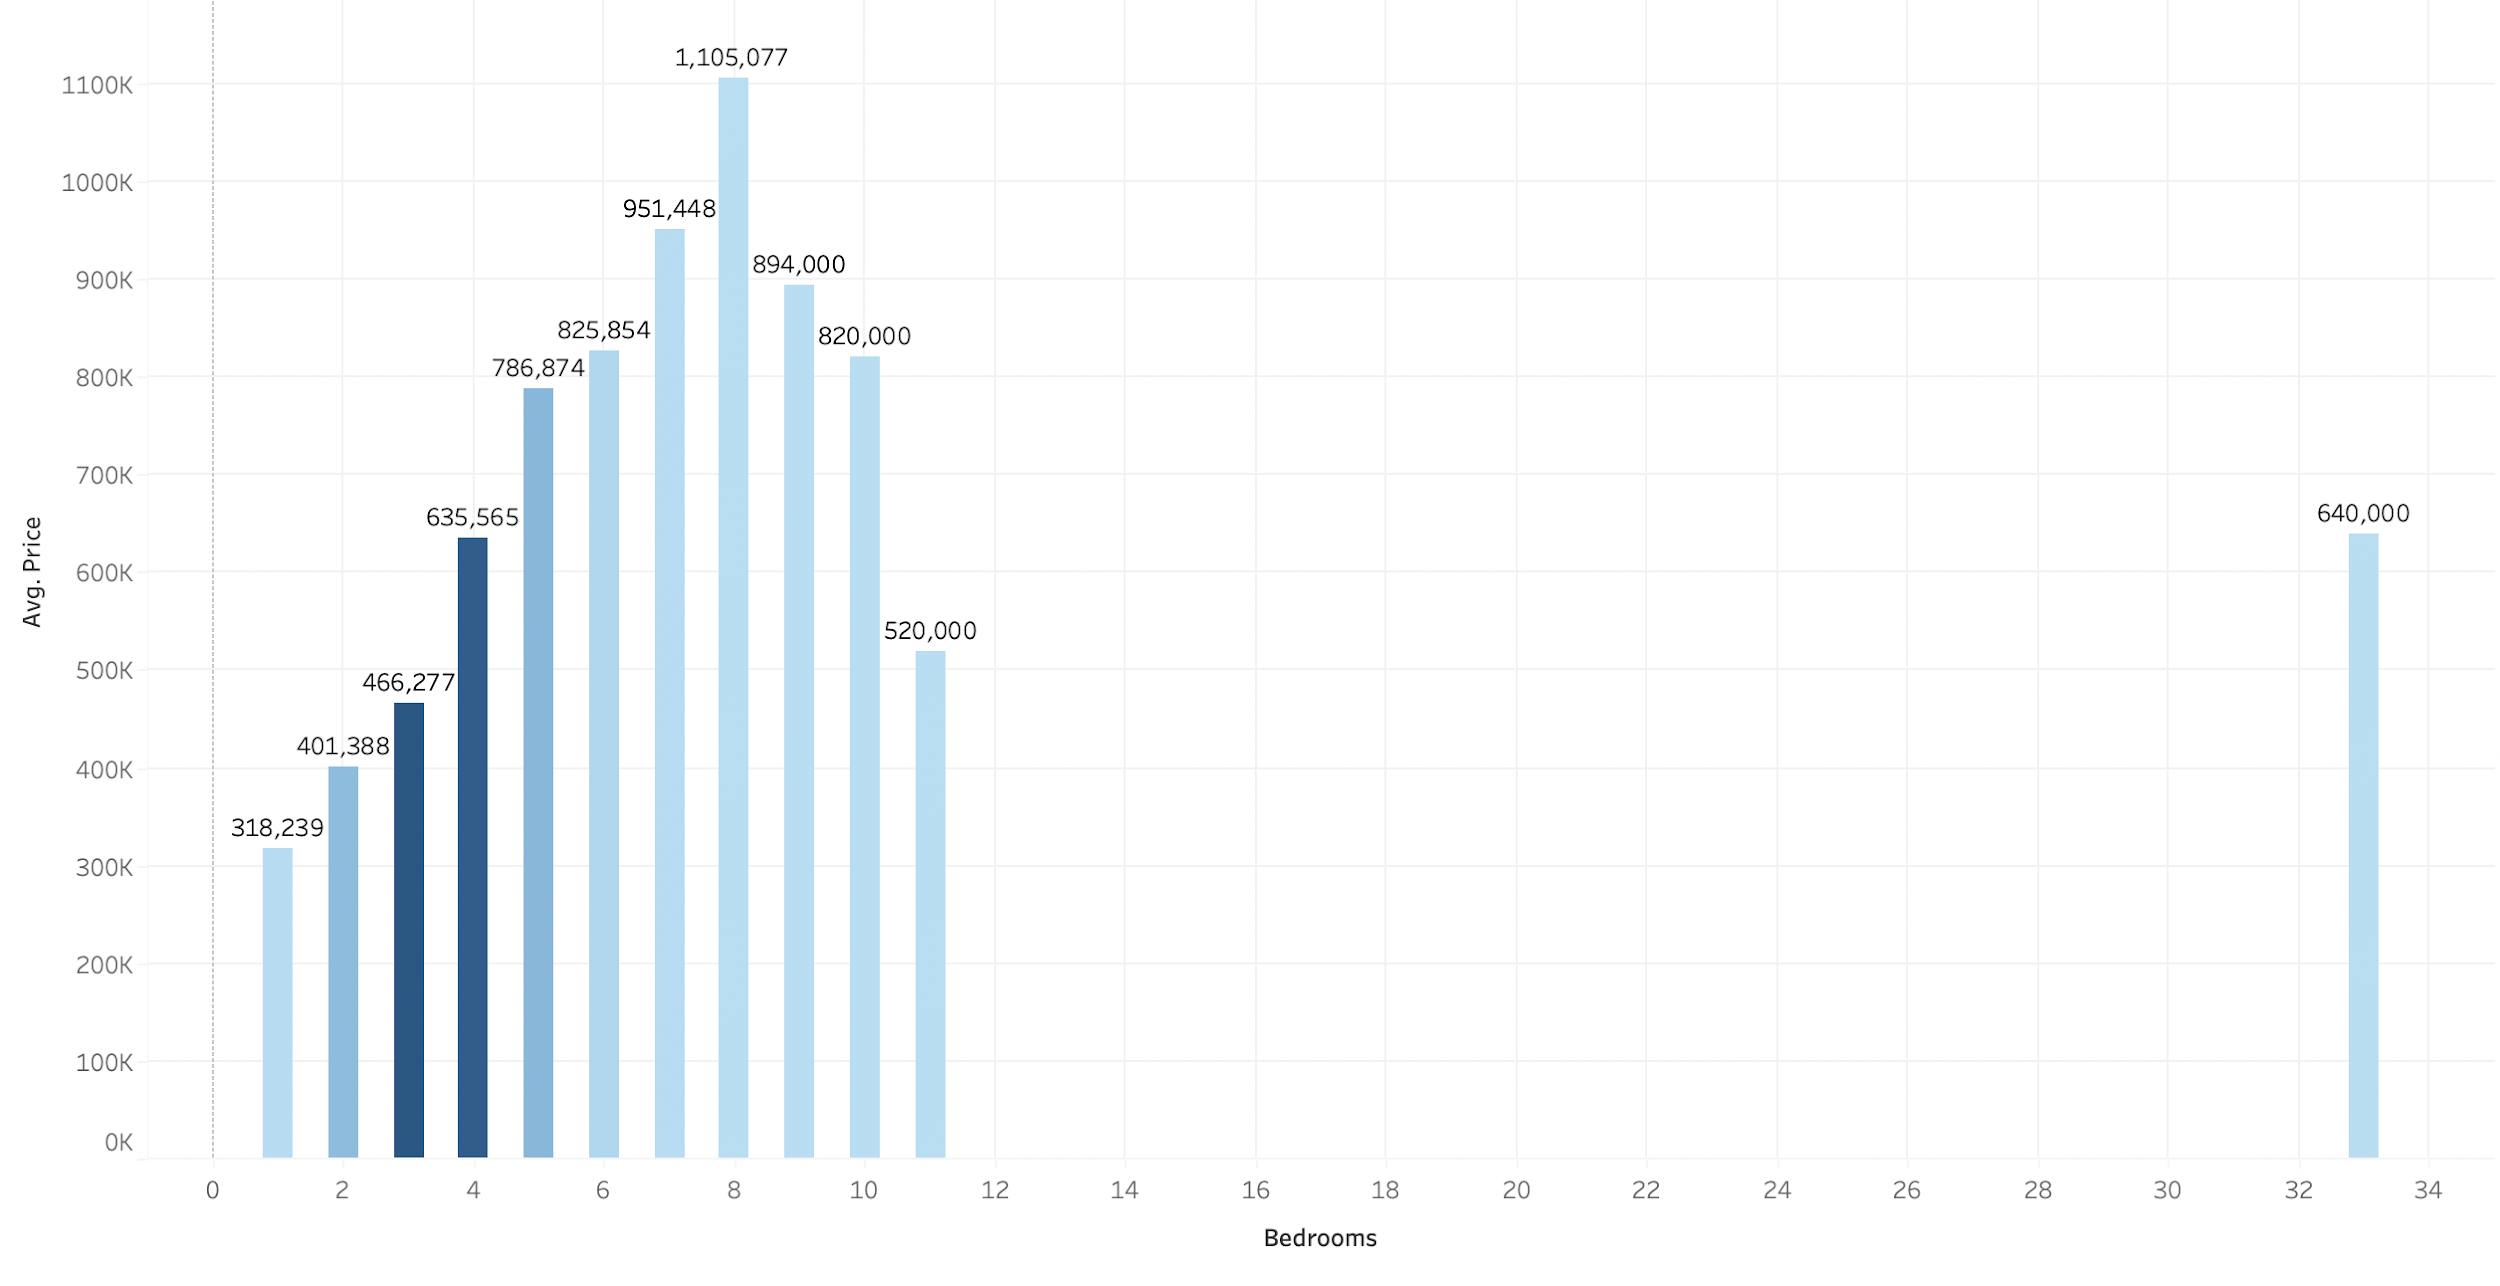 1,105,077
1100K
1000K
951,448
900K
894,000
825,854
820,000
800K
786,874
700K
635,565
640,000
Avg. Price
600K
520,000
500K
466,277
401,388
400K
318,239
300K
200K
100K
0K
0 2 4 6 8 10 12 14 16 18 20 22 24 26 28 30 32 34
Bedrooms